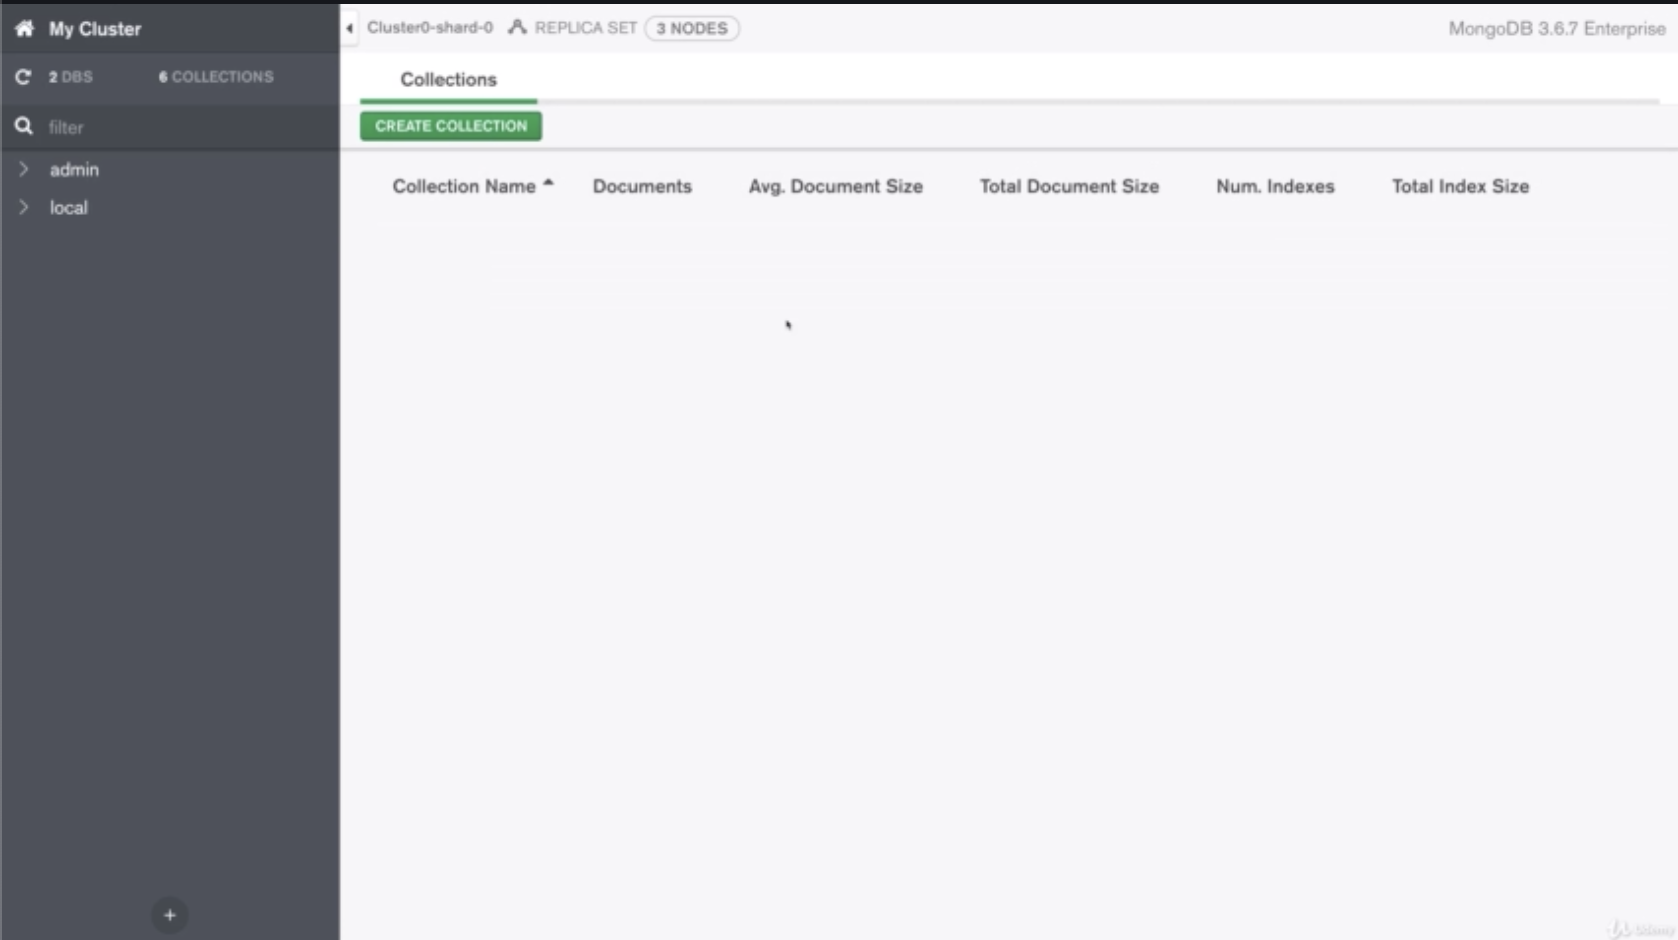 My Cluster
Cluster0-shard-0 REPLICA SET 3 NODES
MongoDB 3.6.7 Enterprise
2 DBS 6 COLLECTIONS
Collections
filter
CREATE COLLECTION
admin
local
Collection Name Documents Avg. Document Size Total Document Size Num. Indexes Total Index Size
+
Udemy